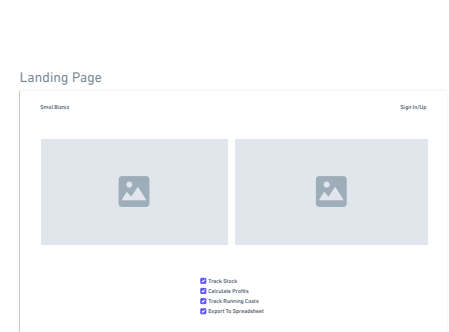 Landing Page
Smol Bizniz
Sign In/Up
Track Stock
Calculate Profits
Track Running Costs
Export To Spreadsheet